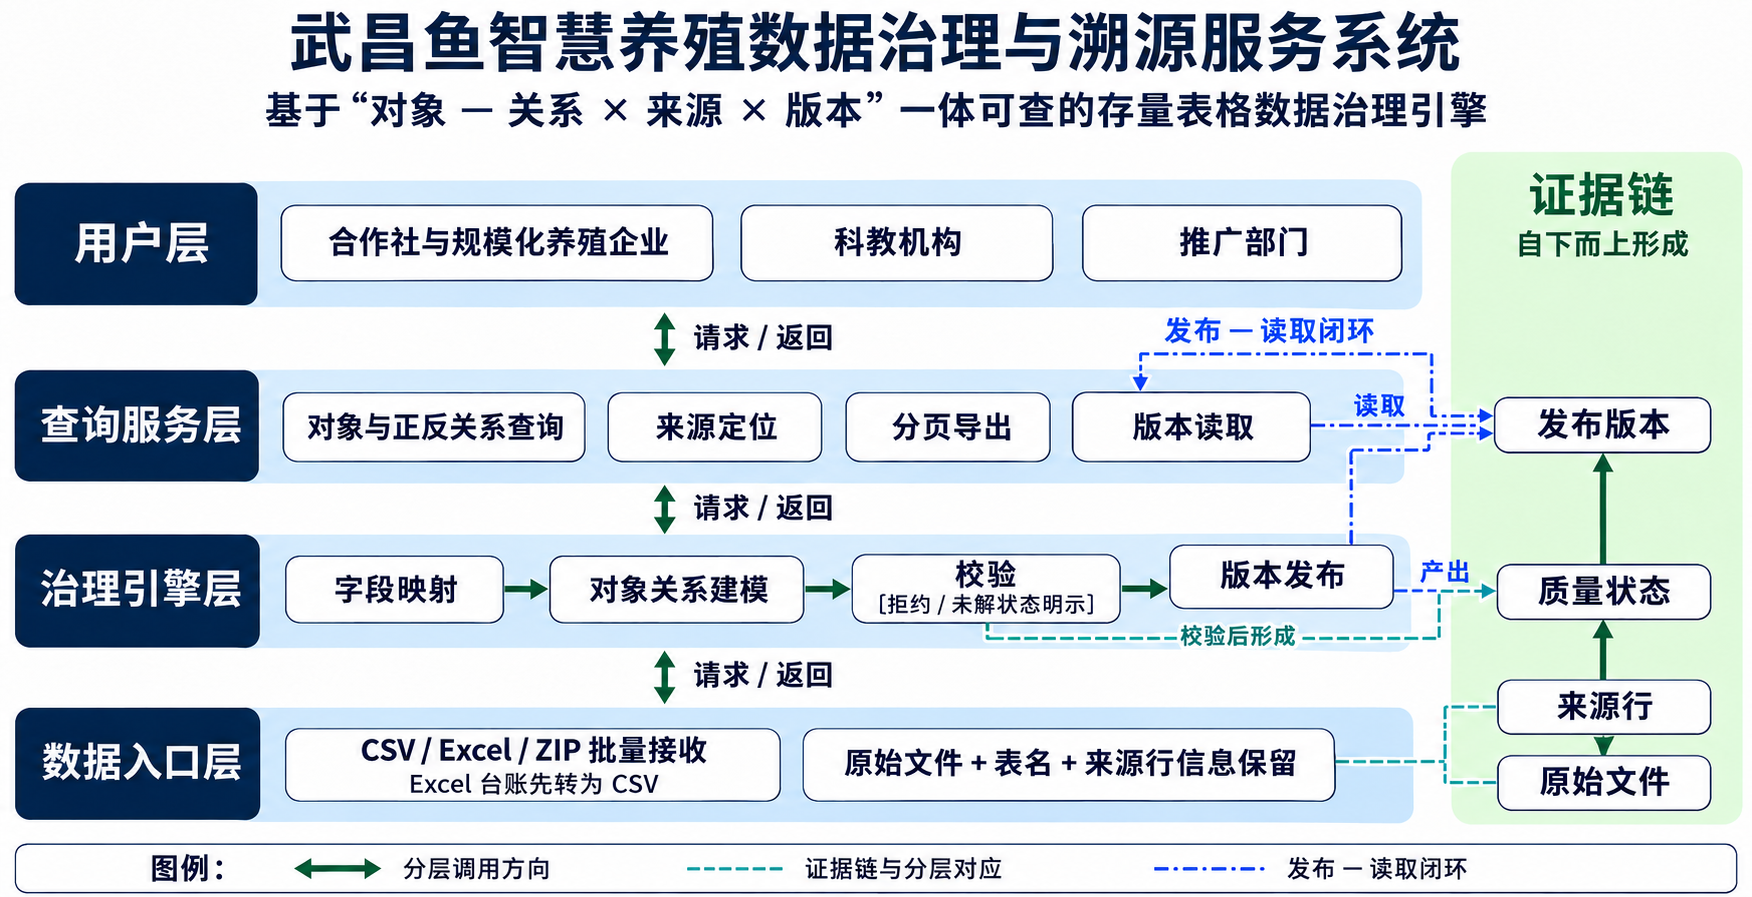 武昌鱼智慧养殖数据治理与溯源服务系统
基于“对象 — 关系 × 来源 × 版本” 一体可查的存量表格数据治理引擎
证据链
自下而上形成
用户层
合作社与规模化养殖企业
科教机构
推广部门
请求 / 返回
发布 — 读取闭环
查询服务层
对象与正反关系查询
来源定位
分页导出
版本读取
读取
发布版本
请求 / 返回
治理引擎层
字段映射
对象关系建模
校验
[拒约 / 未解状态明示]
版本发布
产出
质量状态
校验后形成
请求 / 返回
来源行
数据入口层
CSV / Excel / ZIP 批量接收
Excel 台账先转为 CSV
原始文件 + 表名 + 来源行信息保留
原始文件
图例：
分层调用方向
证据链与分层对应
发布 — 读取闭环